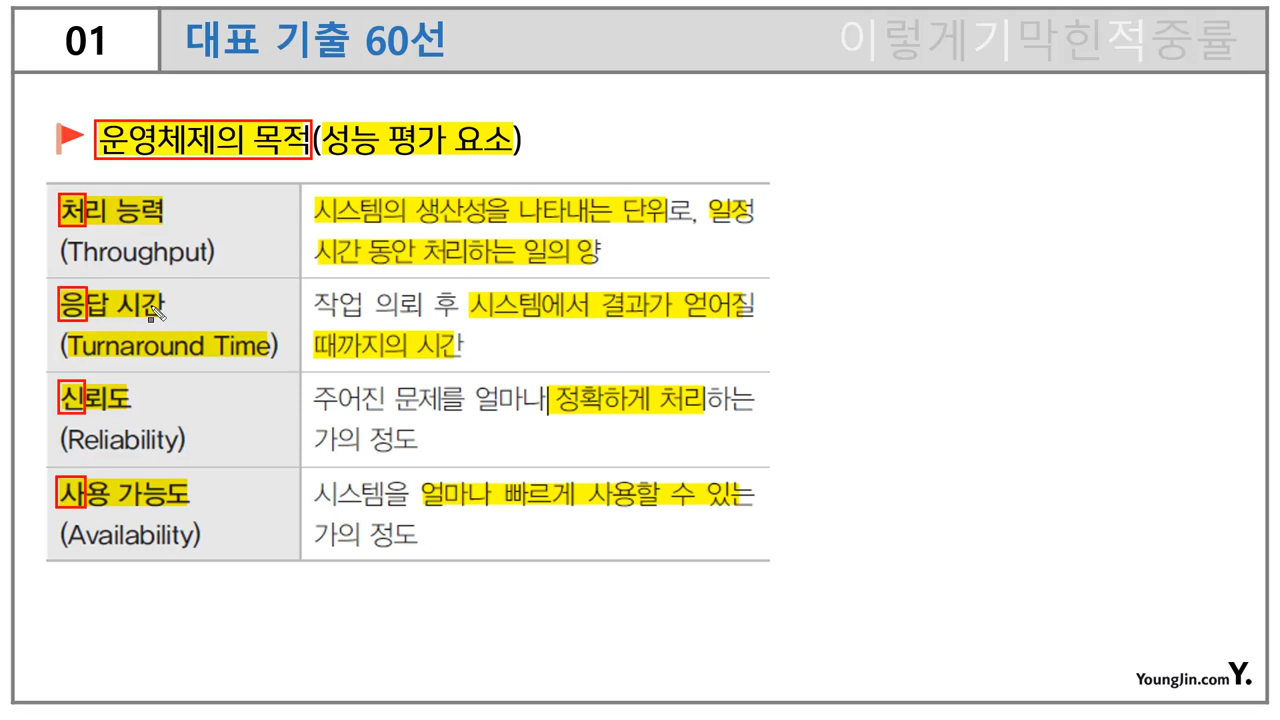 01
대표 기출 60선
이렇게기막힌적중률
운영체제의 목적(성능 평가 요소)
처리 능력
(Throughput)
시스템의 생산성을 나타내는 단위로, 일정
시간 동안 처리하는 일의 양
응답 시간
(Turnaround Time)
작업 의뢰 후 시스템에서 결과가 얻어질
때까지의 시간
신뢰도
(Reliability)
주어진 문제를 얼마나 정확하게 처리하는
가의 정도
사용 가능도
(Availability)
시스템을 얼마나 빠르게 사용할 수 있는
가의 정도
YoungJin.com Y.